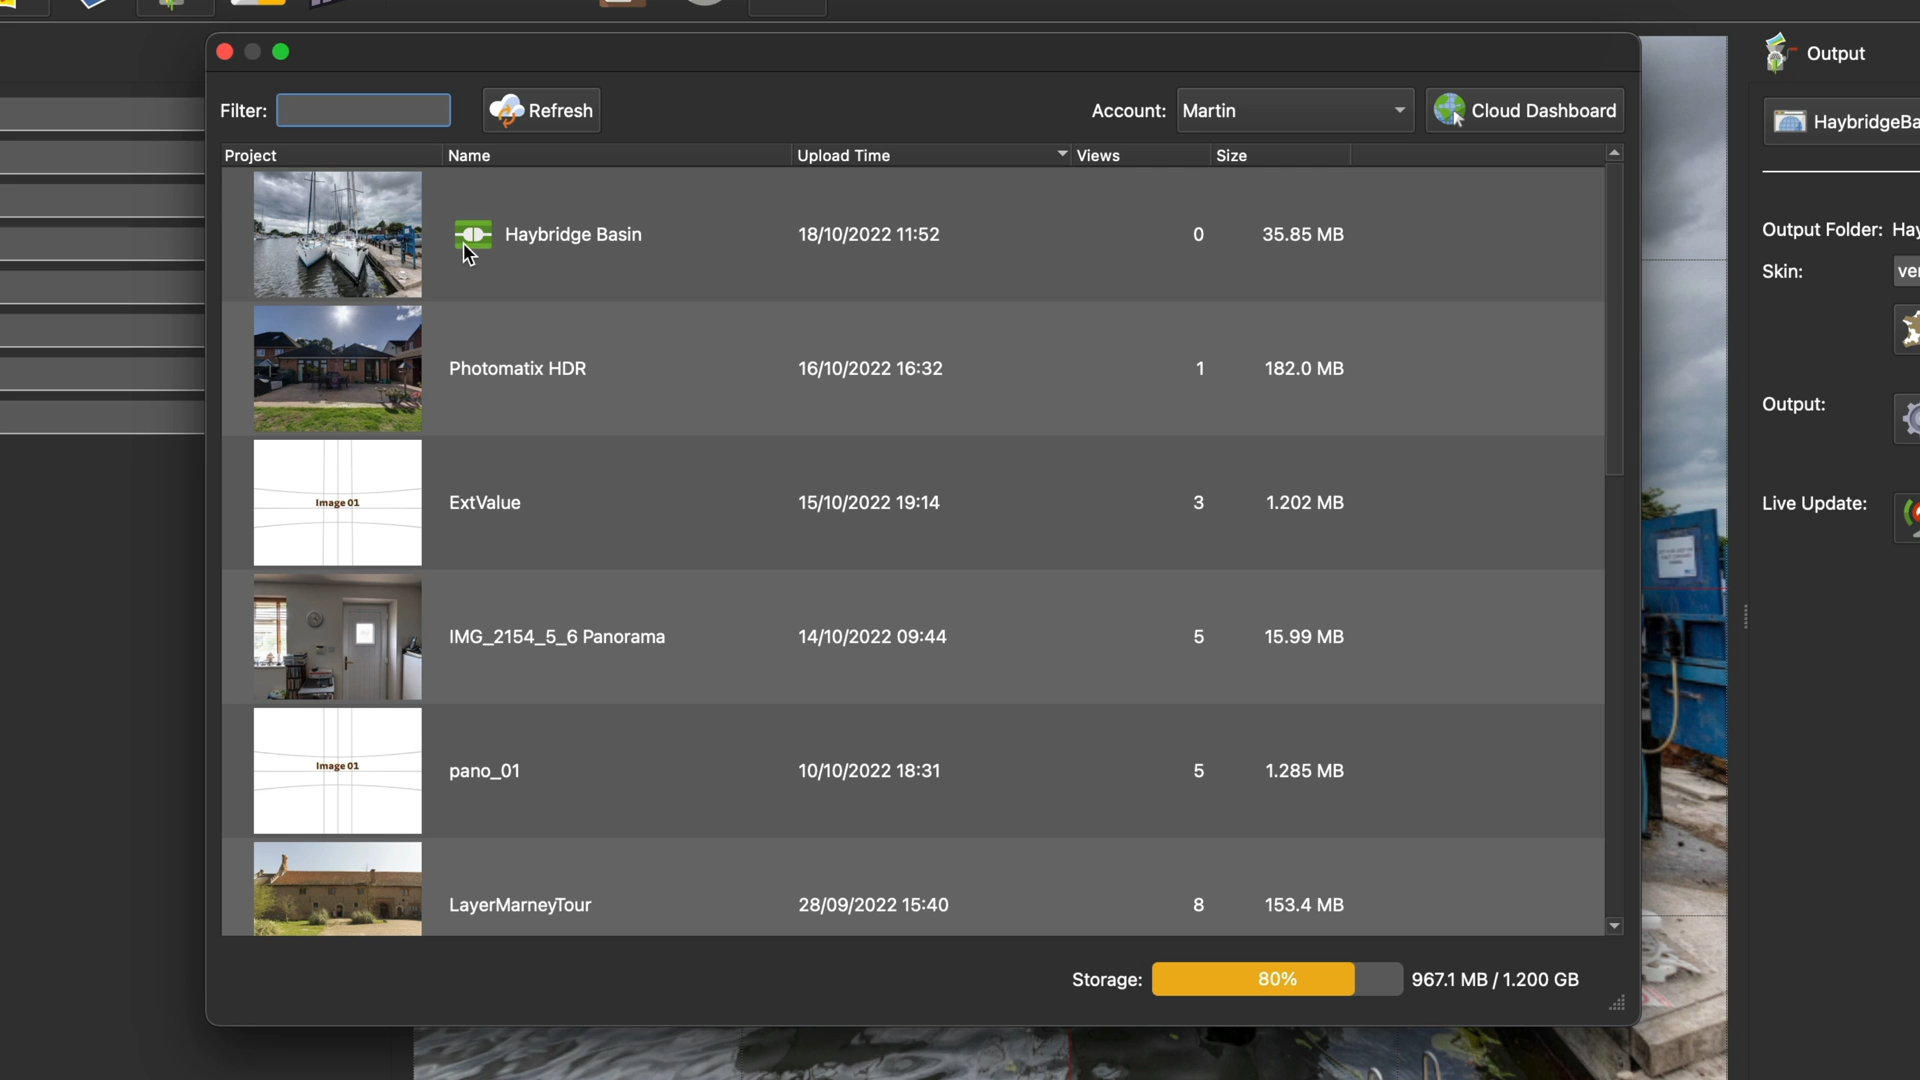 Output
Filter:
Refresh
Account: Martin
Cloud Dashboard
HaybridgeBa
Project Name Upload Time Views Size
Haybridge Basin 18/10/2022 11:52 0 35.85 MB
Output Folder: Hay
Skin: ver
Photomatix HDR 16/10/2022 16:32 1 182.0 MB
Output:
Image 01
ExtValue 15/10/2022 19:14 3 1.202 MB
Live Update:
IMG_2154_5_6 Panorama 14/10/2022 09:44 5 15.99 MB
Image 01
pano_01 10/10/2022 18:31 5 1.285 MB
LayerMarneyTour 28/09/2022 15:40 8 153.4 MB
Storage: 80% 967.1 MB / 1.200 GB